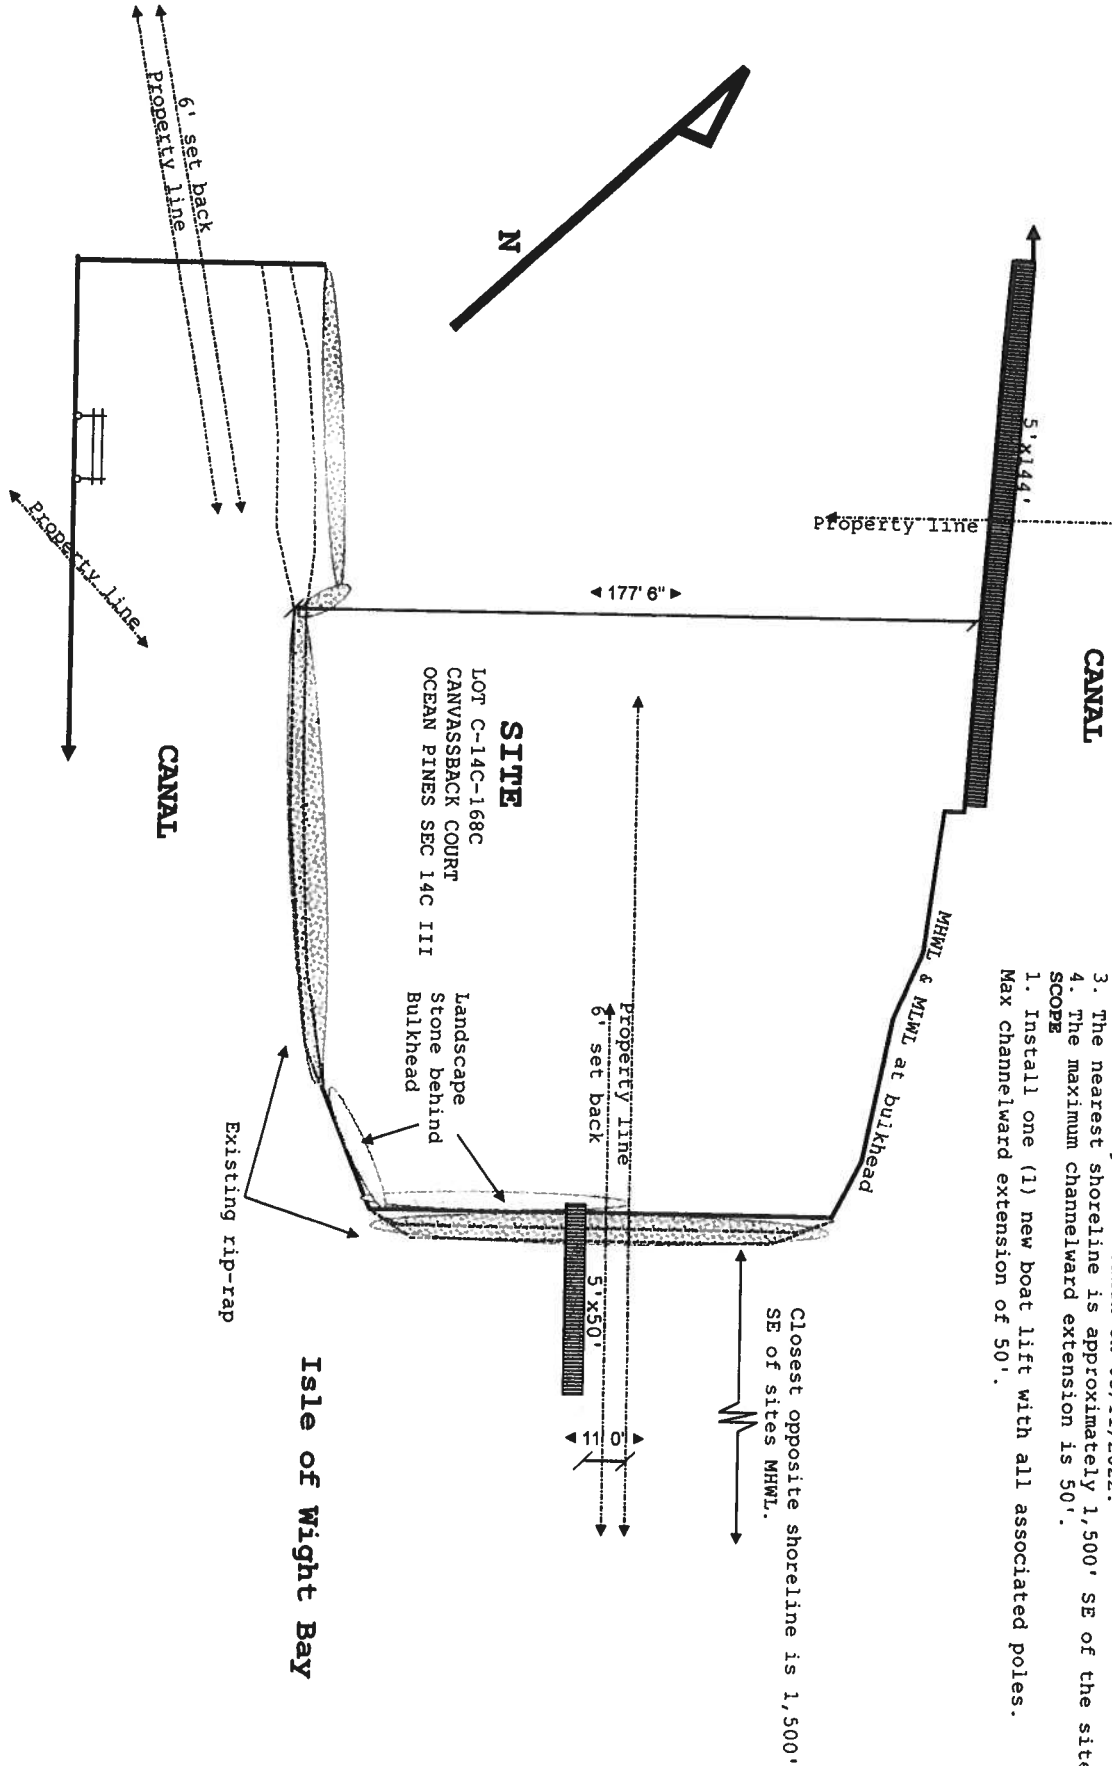 3. The nearest shoreline is approximately 1,500' SE of the site
4. The maximum channelward extension is 50'.
SCOPE
1. Install one (1) new boat lift with all associated poles.
Max channelward extension of 50'.
CANAL
5'x144'
Property line
MHWL & MLWL at bulkhead
Closest opposite shoreline is 1,500'
SE of sites MHWL.
177' 6"
N
Property line
6' set back
5'x50'
11' 0"
SITE
LOT C-14C-168C
CANVASSBACK COURT
OCEAN PINES SEC 14C III
Landscape
Stone behind
Bulkhead
Isle of Wight Bay
Existing rip-rap
6' set back
Property line
CANAL
Property line